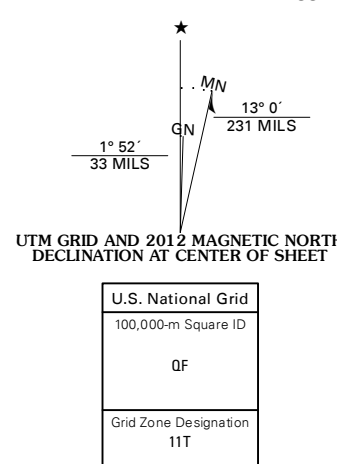 ★
MN
13° 0´
GN
231 MILS
1° 52´
33 MILS
UTM GRID AND 2012 MAGNETIC NORTH
DECLINATION AT CENTER OF SHEET
U.S. National Grid
100,000-m Square ID
QF
Grid Zone Designation
11T